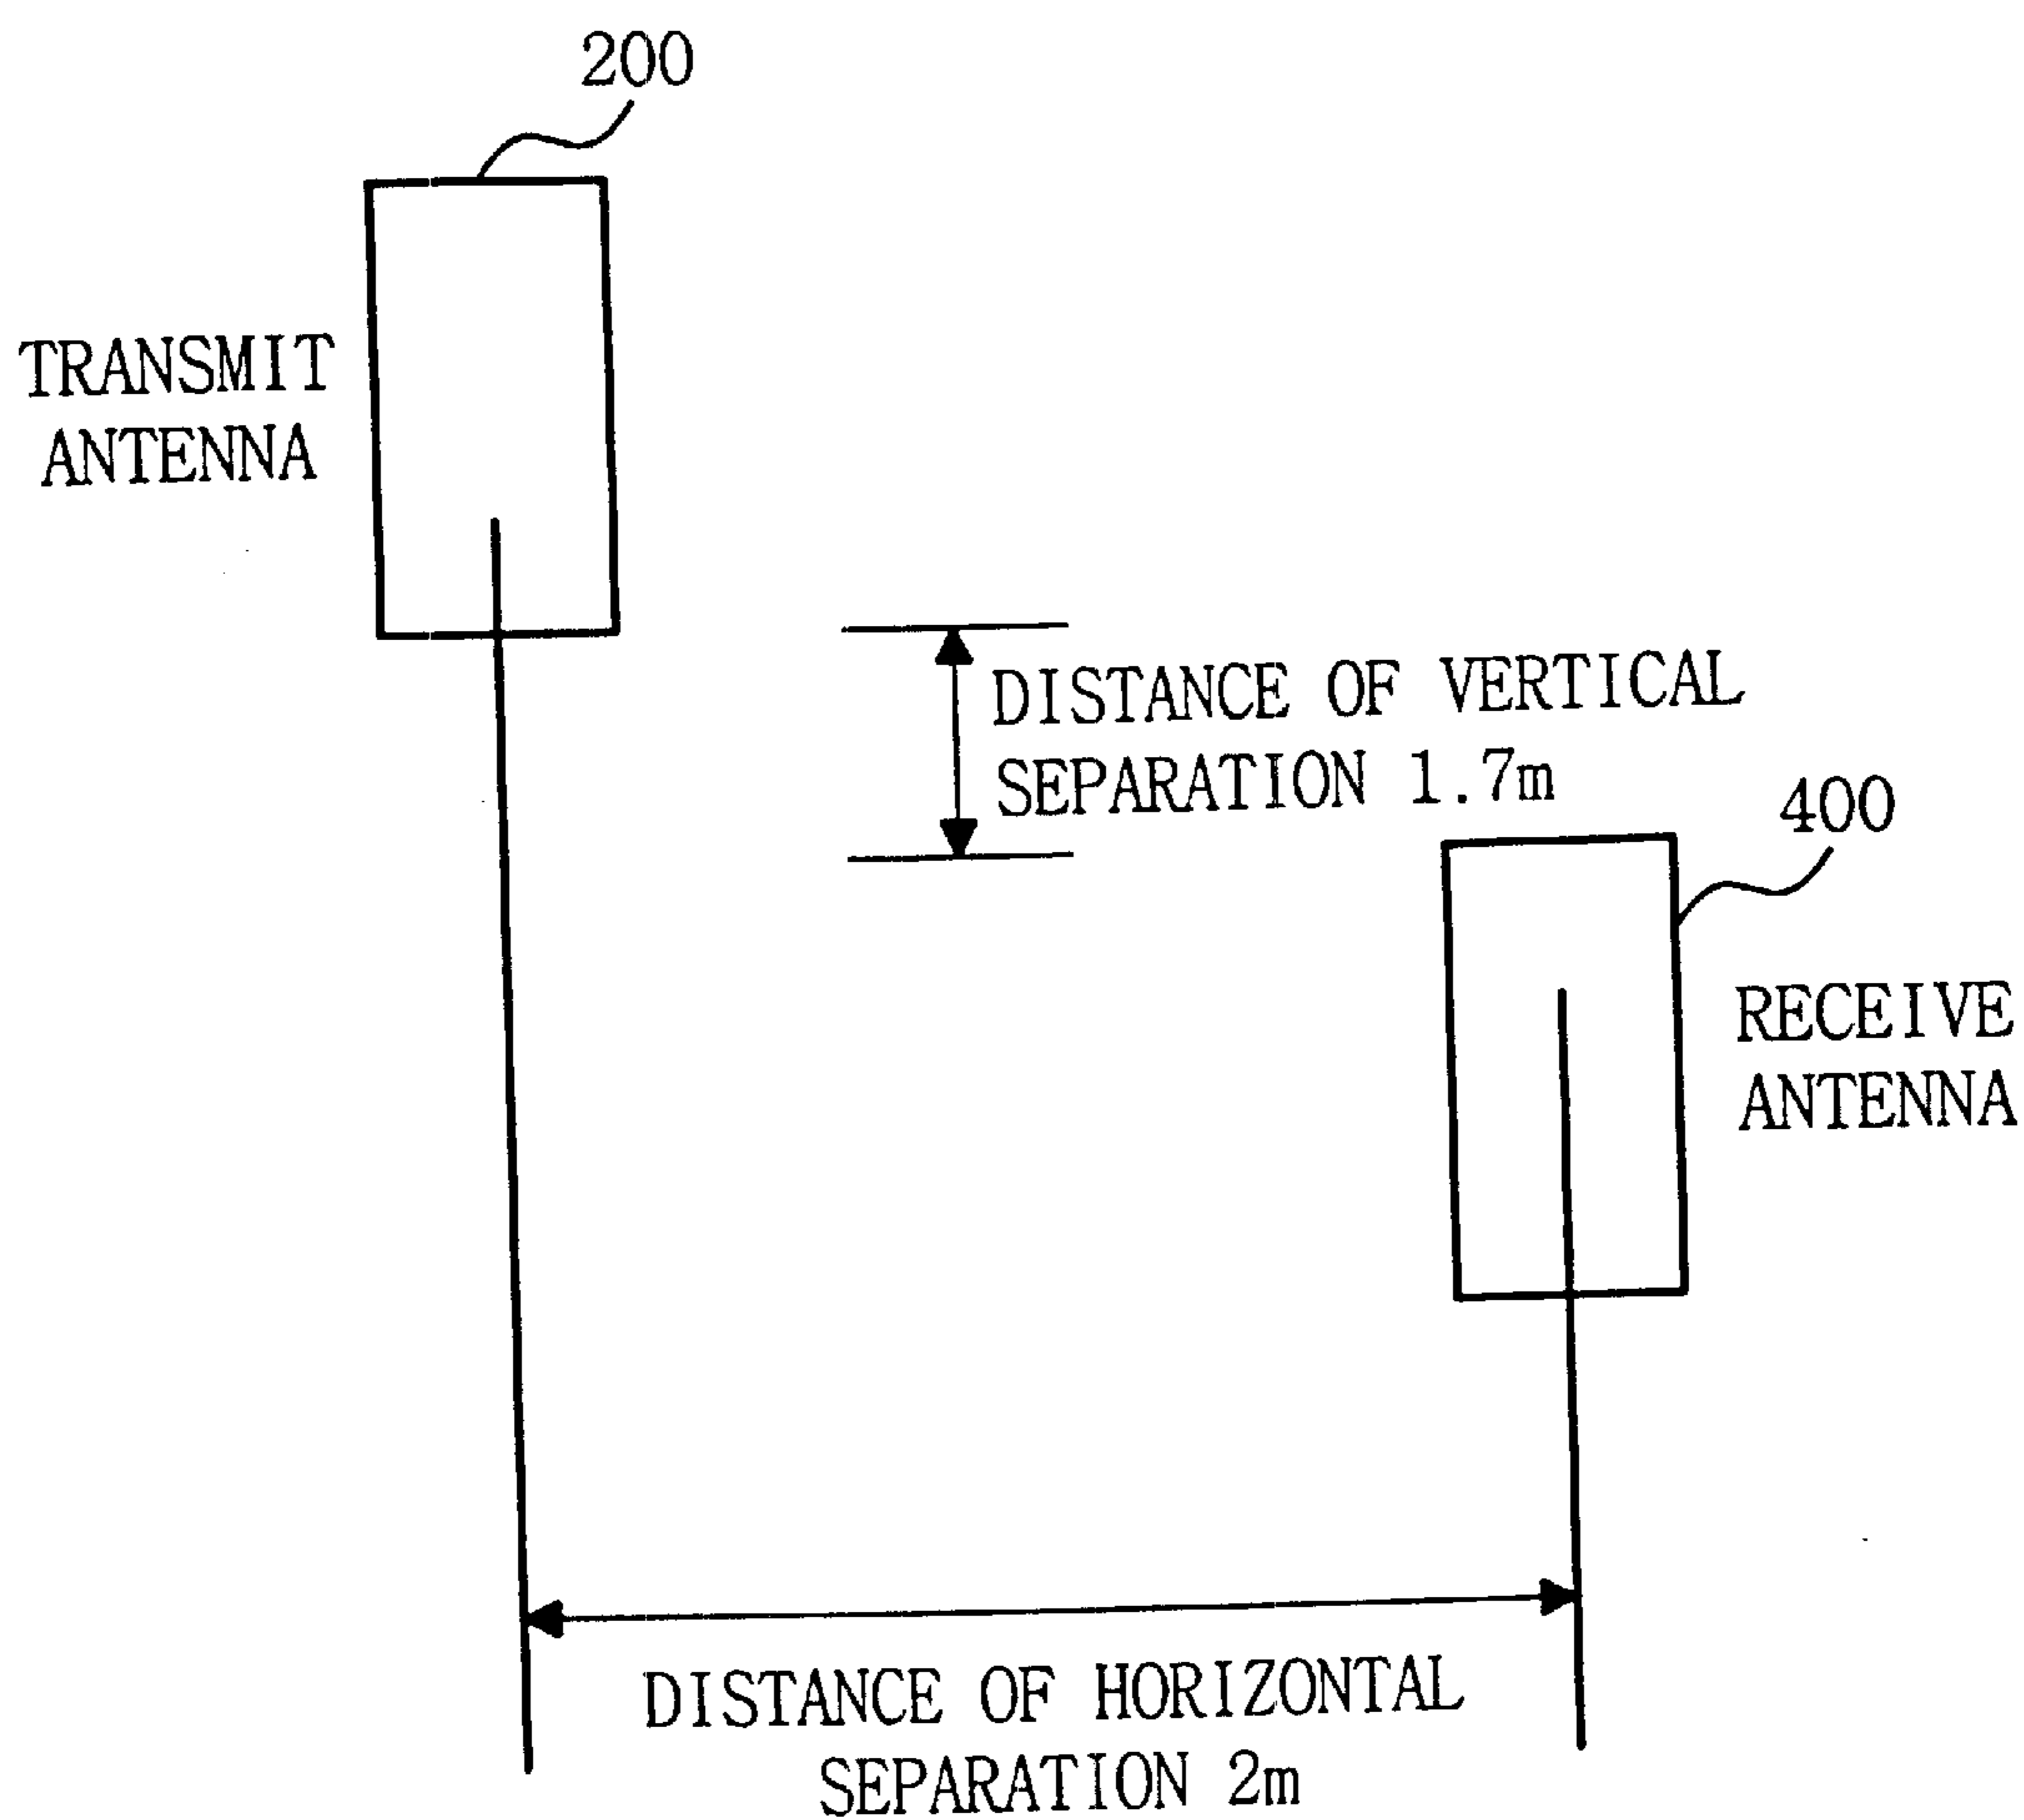 200
TRANSMIT
ANTENNA
DISTANCE OF VERTICAL
SEPARATION 1.7m
400
RECEIVE
ANTENNA
DISTANCE OF HORIZONTAL
SEPARATION 2m